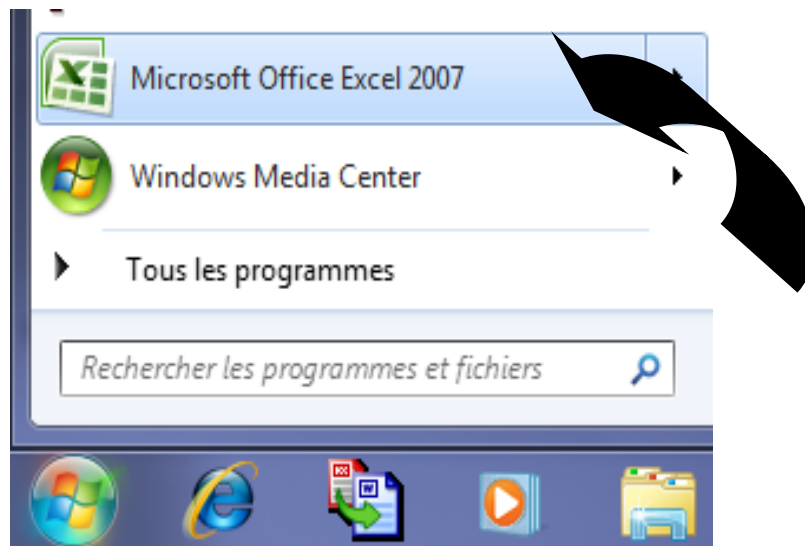 Microsoft Office Excel 2007
Windows Media Center
Tous les programmes
Rechercher les programmes et fichiers